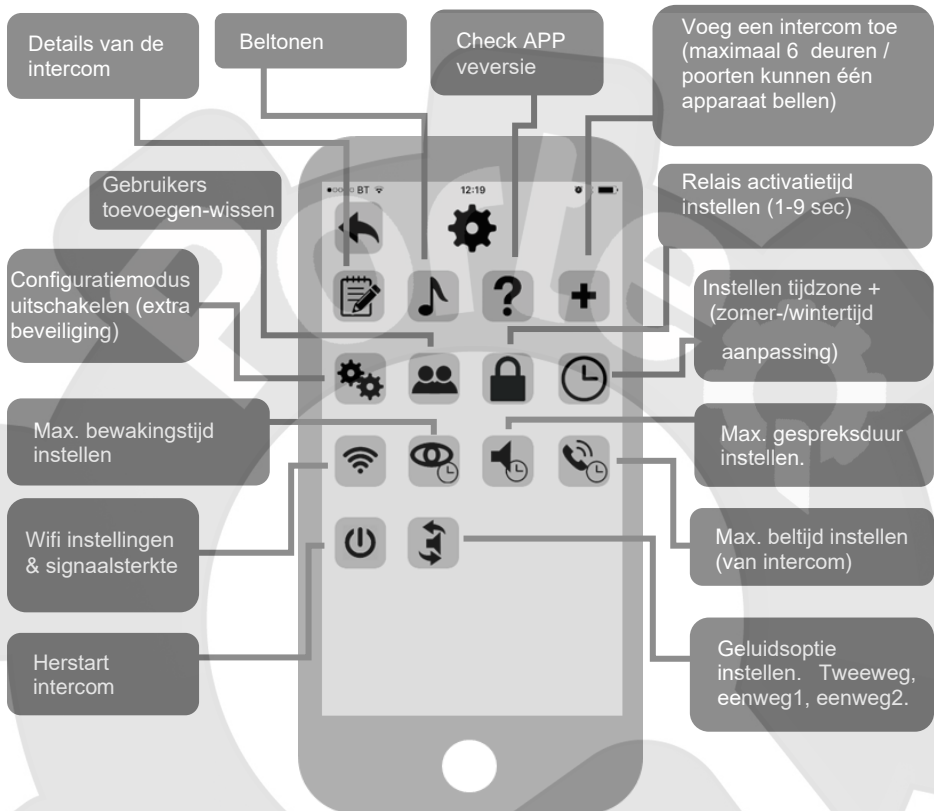 Details van de
intercom
Beltonen
Check APP
veversie
Voeg een intercom toe
(maximaal 6 deuren /
poorten kunnen één
apparaat bellen)
BT
12:19
Gebruikers
toevoegen-wissen
Relais activatietijd
instellen (1-9 sec)
Configuratiemodus
uitschakelen (extra
beveiliging)
Instellen tijdzone +
(zomer-/wintertijd
aanpassing)
Max. bewakingstijd
instellen
Max. gespreksduur
instellen.
Wifi instellingen
& signaalsterkte
Max. beltijd instellen
(van intercom)
Herstart
intercom
Geluidsoptie
instellen. Tweeweg,
eenweg1, eenweg2.